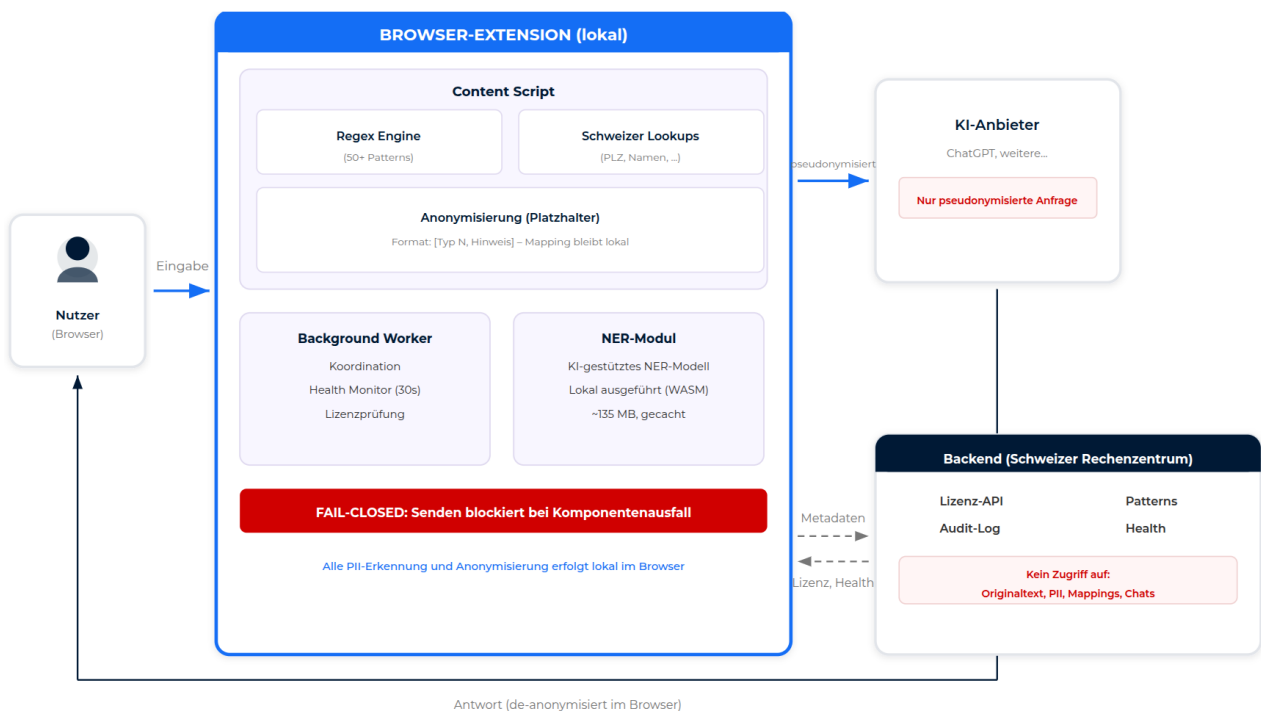 BROWSER-EXTENSION (lokal)
Content Script
Regex Engine
(50+ Patterns)
Schweizer Lookups
(PLZ, Namen, ...)
Anonymisierung (Platzhalter)
Format: [Typ N, Hinweis] – Mapping bleibt lokal
Nutzer
(Browser)
Eingabe
Background Worker
Koordination
Health Monitor (30s)
Lizenzprüfung
NER-Modul
KI-gestütztes NER-Modell
Lokal ausgeführt (WASM)
~135 MB, gecacht
FAIL-CLOSED: Senden blockiert bei Komponentenausfall
Alle PII-Erkennung und Anonymisierung erfolgt lokal im Browser
pseudonymisiert
KI-Anbieter
ChatGPT, weitere...
Nur pseudonymisierte Anfrage
Metadaten
Lizenz, Health
Backend (Schweizer Rechenzentrum)
Lizenz-API
Patterns
Audit-Log
Health
Kein Zugriff auf:
Originaltext, PII, Mappings, Chats
Antwort (de-anonymisiert im Browser)